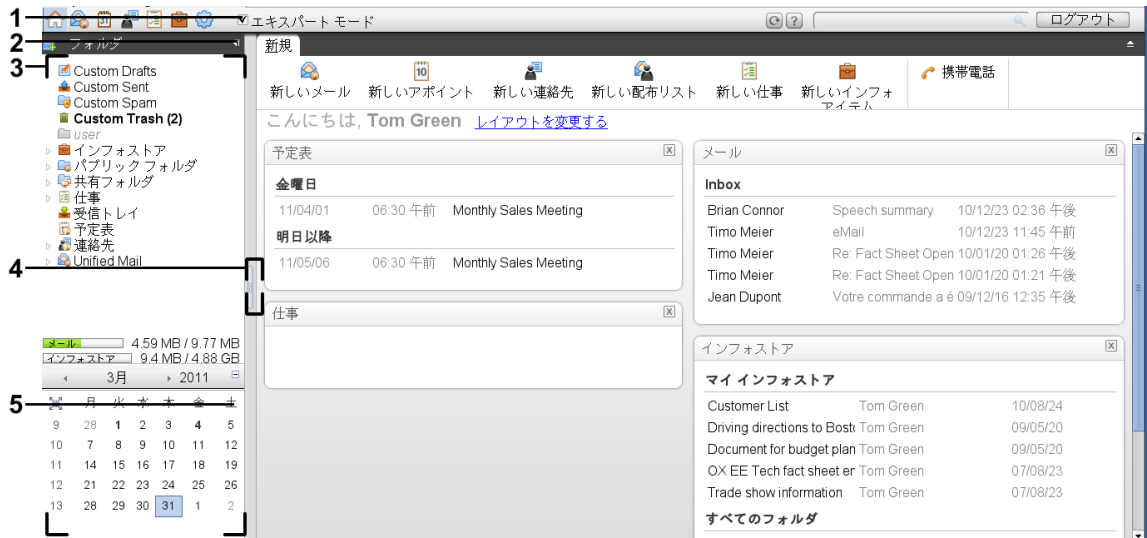 1
エキスパート モード
?
ログアウト
2
フォルダ
新規
3
Custom Drafts
Custom Sent
Custom Spam
Custom Trash (2)
user
インフォストア
パブリック フォルダ
共有フォルダ
仕事
受信トレイ
予定表
連絡先
4
Unified Mail
新しいメール
10
新しいアポイント
新しい連絡先
新しい配布リスト
新しい仕事
新しいインフォ
アイテム
携帯電話
こんにちは, Tom Green. レイアウトを変更する
予定表
X
金曜日
11/04/01 06:30 午前 Monthly Sales Meeting
明日以降
11/05/06 06:30 午前 Monthly Sales Meeting
仕事
X
メール
X
Inbox
Brian Connor Speech summary 10/12/23 02:36 午後
Timo Meier eMail 10/12/23 11:45 午前
Timo Meier Re: Fact Sheet Open 10/01/20 01:26 午後
Timo Meier Re: Fact Sheet Open 10/01/20 01:21 午後
Jean Dupont Votre commande a é 09/12/16 12:35 午後
インフォストア
X
マイ インフォストア
Customer List Tom Green 10/08/24
Driving directions to Bosto Tom Green 09/05/20
Document for budget plan Tom Green 09/05/20
OX EE Tech fact sheet er Tom Green 07/08/23
Trade show information Tom Green 07/08/23
すべてのフォルダ
メール 4.59 MB / 9.77 MB
インフォストア 9.4 MB / 4.88 GB
3月 2011
5
月 火 水 木 金 土
9 28 1 2 3 4 5
10 7 8 9 10 11 12
11 14 15 16 17 18 19
12 21 22 23 24 25 26
13 28 29 30 31 1 2